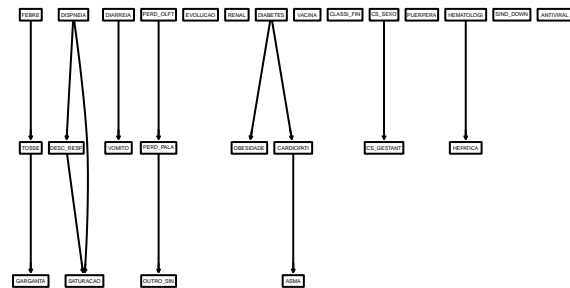 FEBRE DISPNEIA DIARREIA PERD_OLFT EVOLUCAO RENAL DIABETES VACINA CLASSI_FIN CS_SEXO PUERPERA HEMATOLOGI SIND_DOWN ANTIVIRAL
TOSSE DESC_RESP VOMITO PERD_PALA OBESIDADE CARDIOPATI CS_GESTANT HEPATICA
GARGANTA SATURACAO OUTRO_SIN ASMA